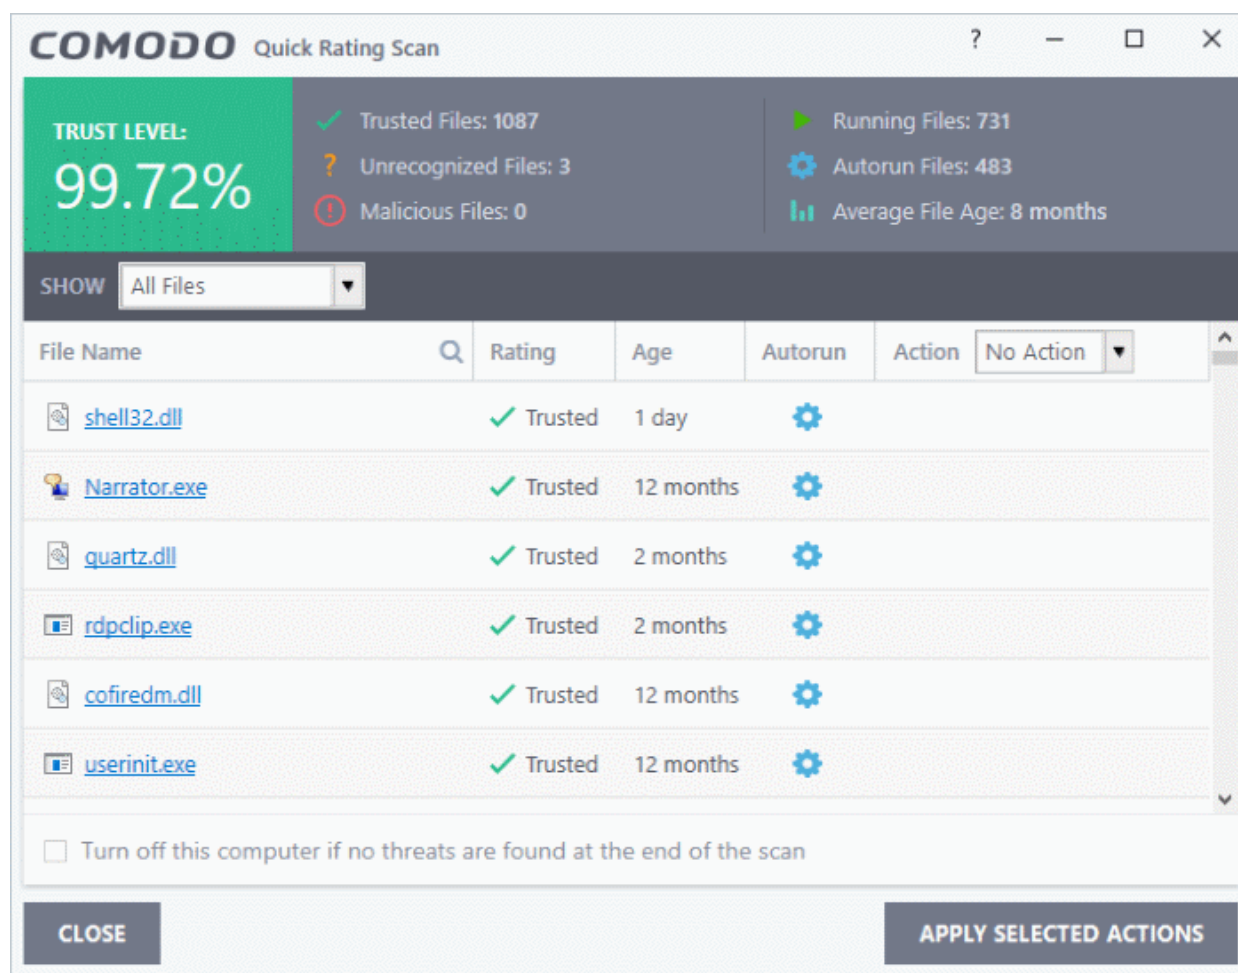 COMODO Quick Rating Scan ?
TRUST LEVEL:
99.72%
Trusted Files: 1087
Unrecognized Files: 3
Malicious Files: 0
Running Files: 731
Autorun Files: 483
Average File Age: 8 months
SHOW All Files
File Name Rating Age Autorun Action No Action
shell32.dll Trusted 1 day
Narrator.exe Trusted 12 months
quartz.dll Trusted 2 months
rdpclip.exe Trusted 2 months
cofiredm.dll Trusted 12 months
userinit.exe Trusted 12 months
Turn off this computer if no threats are found at the end of the scan
CLOSE APPLY SELECTED ACTIONS